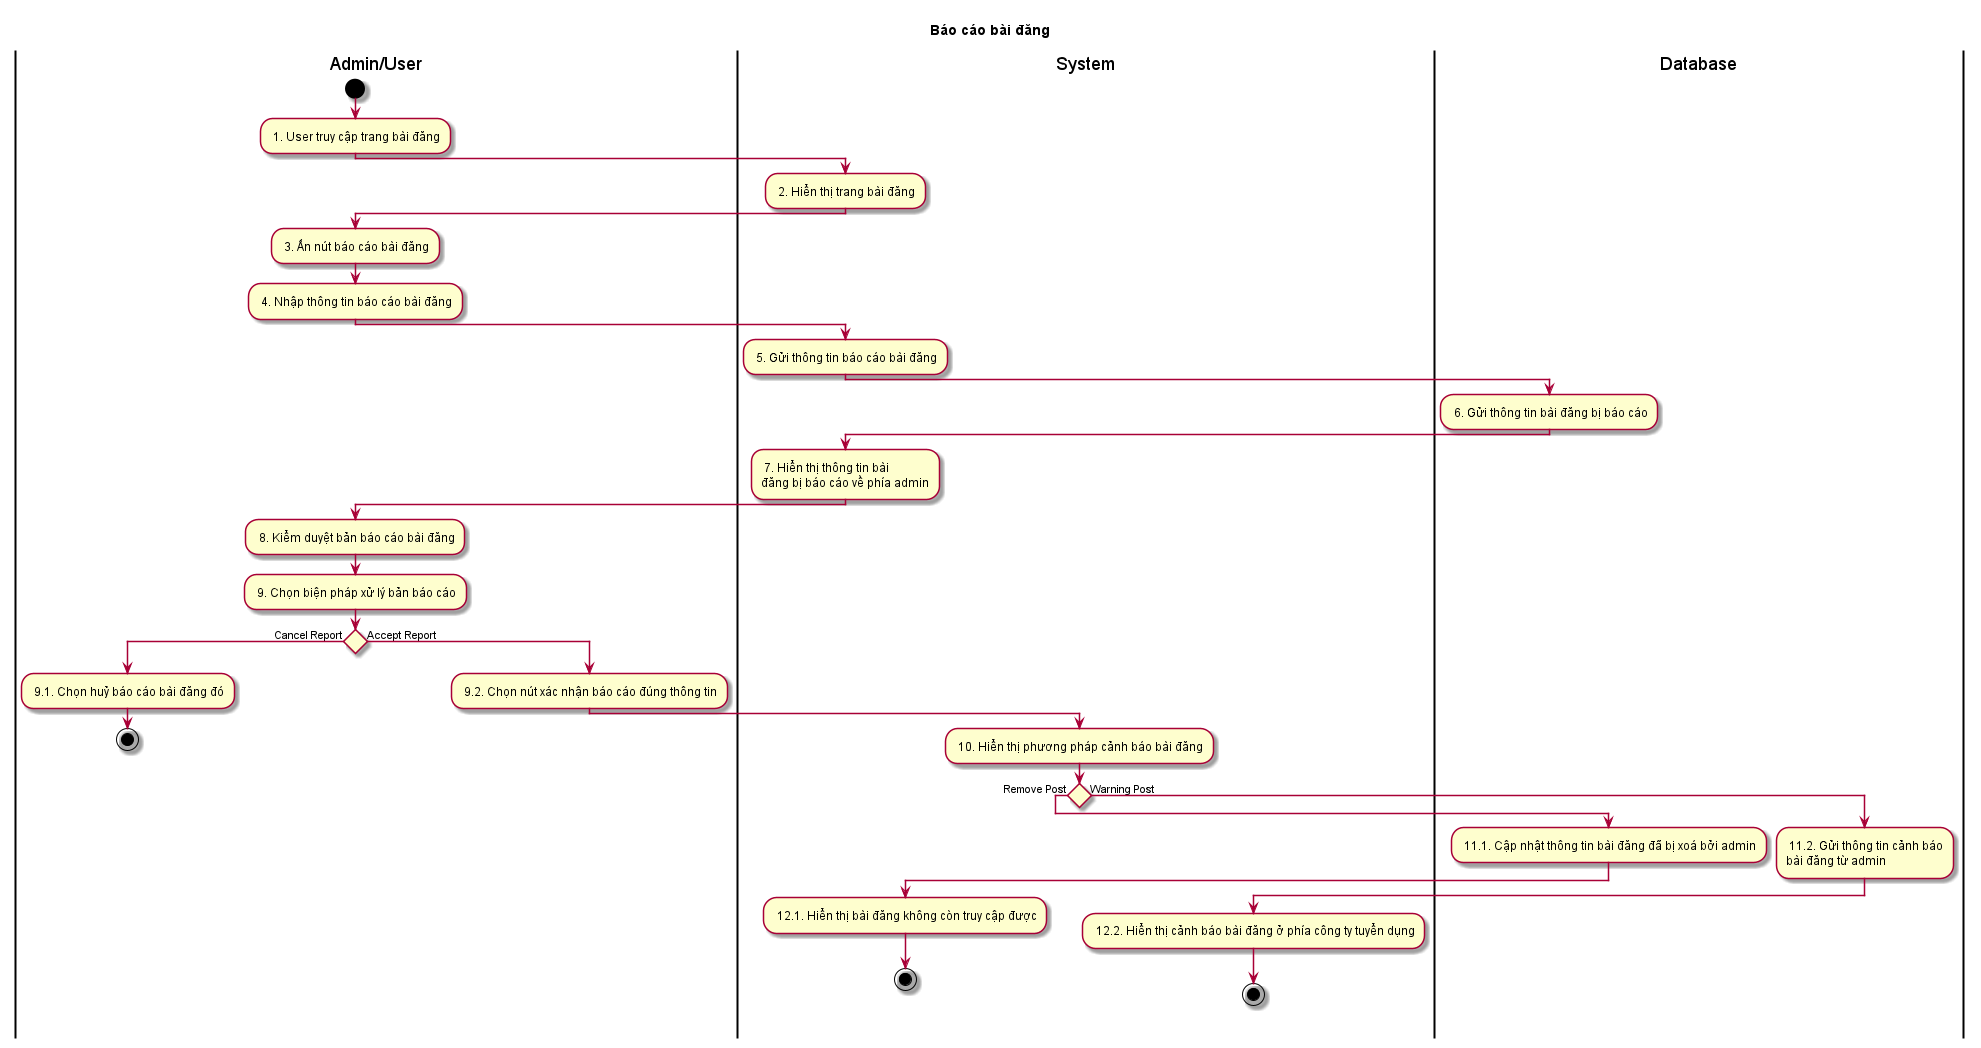 Báo cáo bài đăng
Admin/User
System
Database
1. User truy cập trang bài đăng
2. Hiển thị trang bài đăng
3. Ấn nút báo cáo bài đăng
4. Nhập thông tin báo cáo bài đăng
5. Gửi thông tin báo cáo bài đăng
6. Gửi thông tin bài đăng bị báo cáo
7. Hiển thị thông tin bài
đăng bị báo cáo về phía admin
8. Kiểm duyệt bản báo cáo bài đăng
9. Chọn biện pháp xử lý bản báo cáo
Cancel Report
Accept Report
9.1. Chọn huỷ báo cáo bài đăng đó
9.2. Chọn nút xác nhận báo cáo đúng thông tin
10. Hiển thị phương pháp cảnh báo bài đăng
Remove Post
Warning Post
11.1. Cập nhật thông tin bài đăng đã bị xoá bởi admin
11.2. Gửi thông tin cảnh báo
bài đăng từ admin
12.1. Hiển thị bài đăng không còn truy cập được
12.2. Hiển thị cảnh báo bài đăng ở phía công ty tuyển dụng